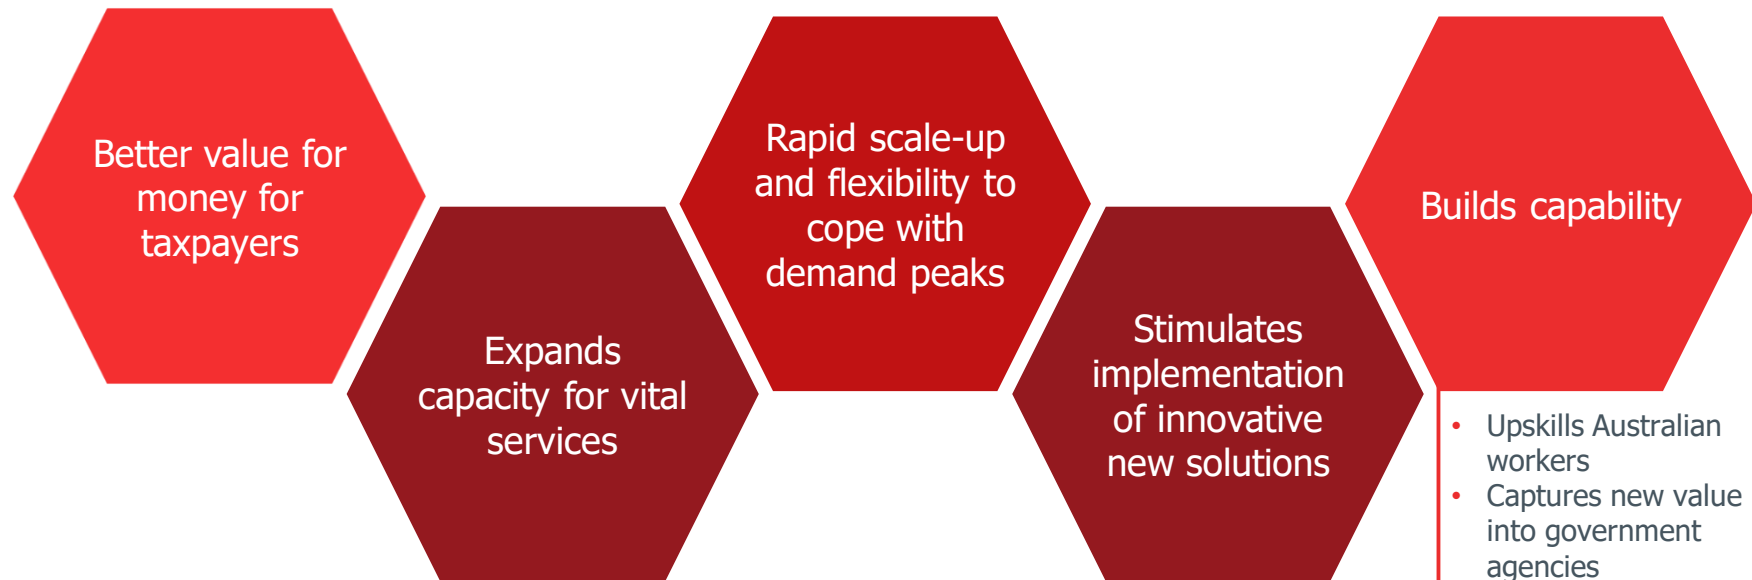 Better value for
money for
taxpayers
Expands
capacity for vital
services
Rapid scale-up
and flexibility to
cope with
demand peaks
Stimulates
implementation
of innovative
new solutions
Builds capability
• Upskills Australian
workers
• Captures new value
into government
agencies